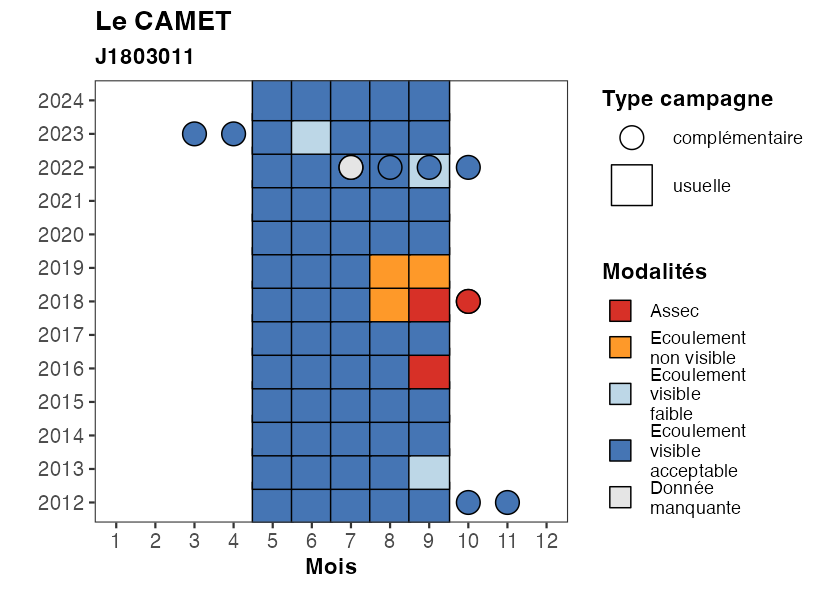 Le CAMET
J1803011
2024
2023
2022
2021
2020
2019
2018
2017
2016
2015
2014
2013
2012
1 2 3 4 5 6 7 8 9 10 11 12
Mois
Type campagne
complémentaire
usuelle
Modalités
Assec
Ecoulement
non visible
Ecoulement
visible
faible
Ecoulement
visible
acceptable
Donnée
manquante